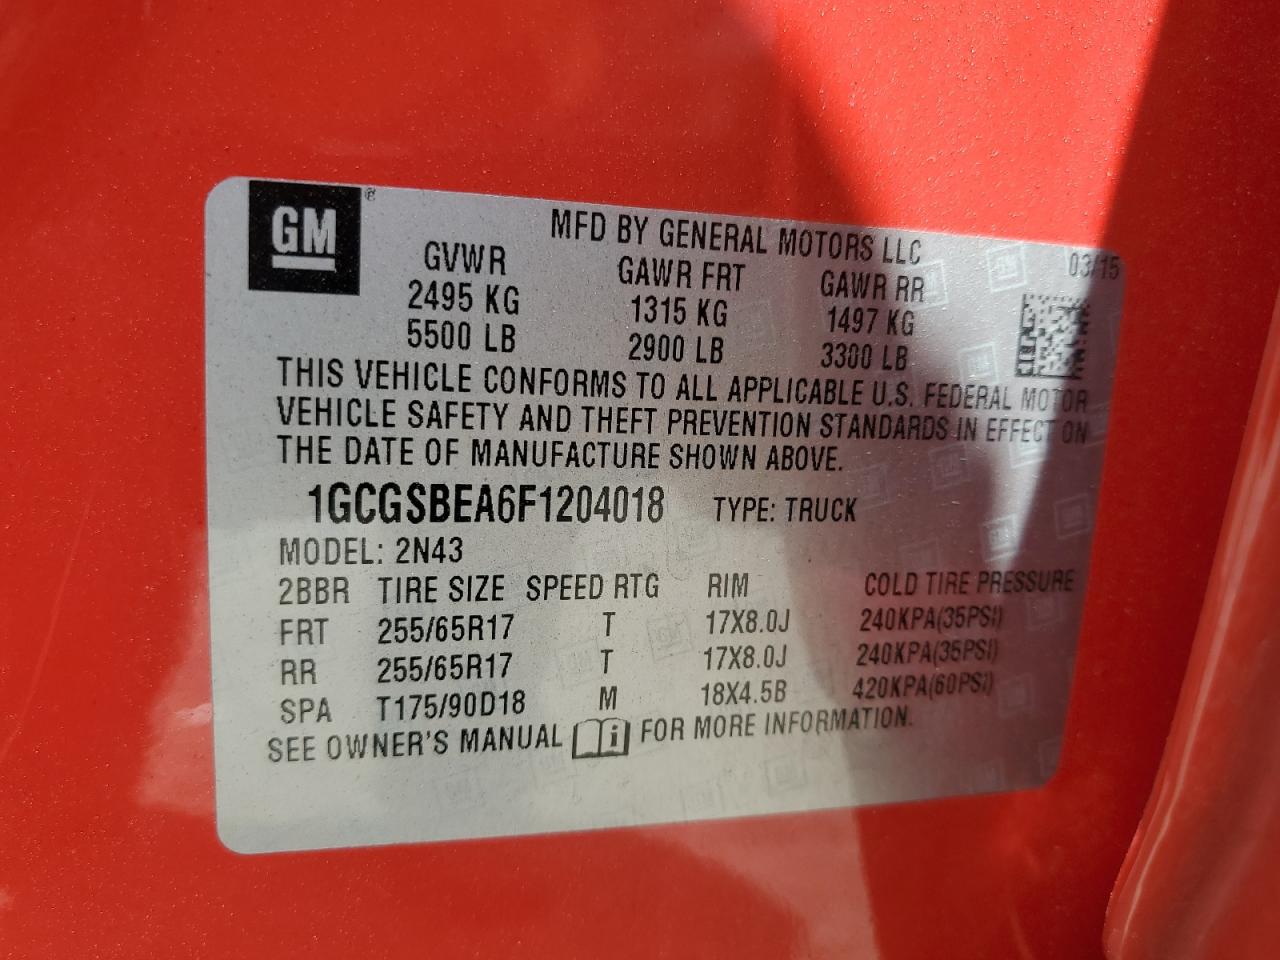 GM ®
MFD BY GENERAL MOTORS LLC
03/15
GVWR GAWR FRT GAWR RR
2495 KG 1315 KG 1497 KG
5500 LB 2900 LB 3300 LB
THIS VEHICLE CONFORMS TO ALL APPLICABLE U.S. FEDERAL MOTOR
VEHICLE SAFETY AND THEFT PREVENTION STANDARDS IN EFFECT ON
THE DATE OF MANUFACTURE SHOWN ABOVE.
1GCGSBEA6F1204018 TYPE: TRUCK
MODEL: 2N43
2BBR TIRE SIZE SPEED RTG RIM COLD TIRE PRESSURE
FRT 255/65R17 T 17X8.0J 240KPA(35PSI)
RR 255/65R17 T 17X8.0J 240KPA(35PSI)
SPA T175/90D18 M 18X4.5B 420KPA(60PSI)
SEE OWNER'S MANUAL i FOR MORE INFORMATION.